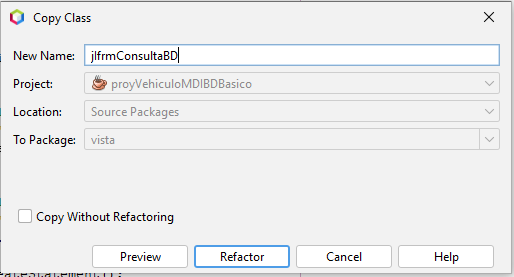 Copy Class
New Name: jIfrmConsultaBD
Project: proyVehiculoMDIBDBasico
Location: Source Packages
To Package: vista
Copy Without Refactoring
Preview Refactor Cancel Help